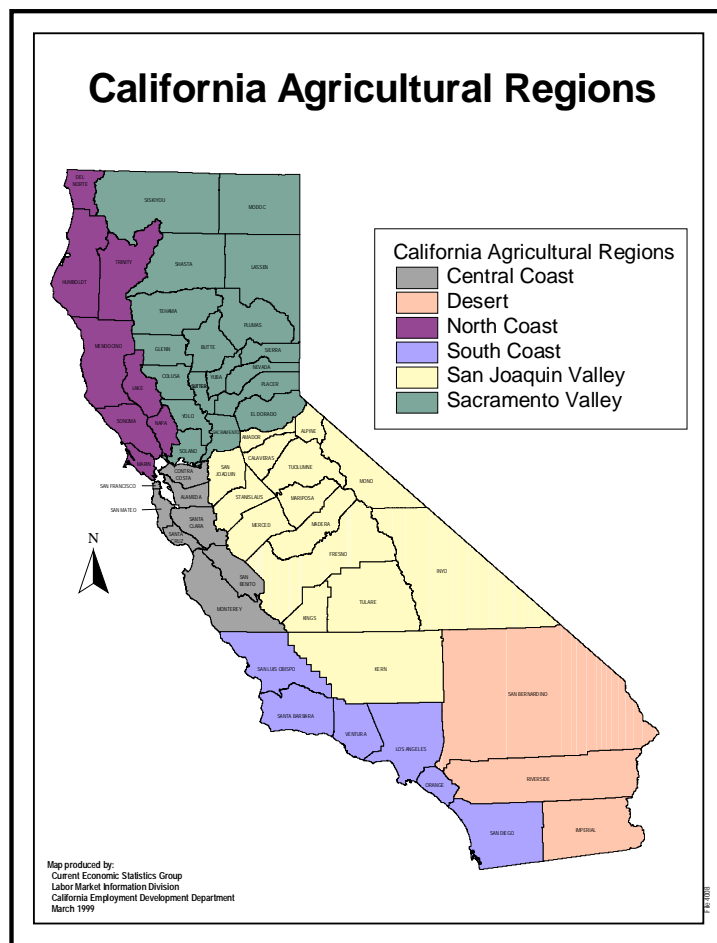 California Agricultural Regions
DEL
NORTE
SISKIYOU
MODOC
HUMBOLDT
TRINITY
SHASTA
LASSEN
TEHAMA
PLUMAS
MENDOCINO
GLENN
BUTTE
SIERRA
COLUSA
NEVADA
LAKE
SUTTER
YUBA
PLACER
SONOMA
NAPA
YOLO
EL DORADO
SACRAMENTO
MARIN
SOLANO
AMADOR
ALPINE
CONTRA
COSTA
SAN
JOAQUIN
CALAVERAS
TUOLUMNE
MONO
SAN FRANCISCO
ALAMEDA
STANISLAUS
MARIPOSA
SAN MATEO
SANTA
CLARA
MERCED
MADERA
SANTA
CRUZ
FRESNO
SAN
BENITO
INYO
MONTEREY
KINGS
TULARE
SAN LUIS OBISPO
KERN
SAN BERNARDINO
SANTA BARBARA
VENTURA
LOS ANGELES
ORANGE
RIVERSIDE
SAN DIEGO
IMPERIAL
N
California Agricultural Regions
Central Coast
Desert
North Coast
South Coast
San Joaquin Valley
Sacramento Valley
Map produced by:
Current Economic Statistics Group
Labor Market Information Division
California Employment Development Department
March 1999